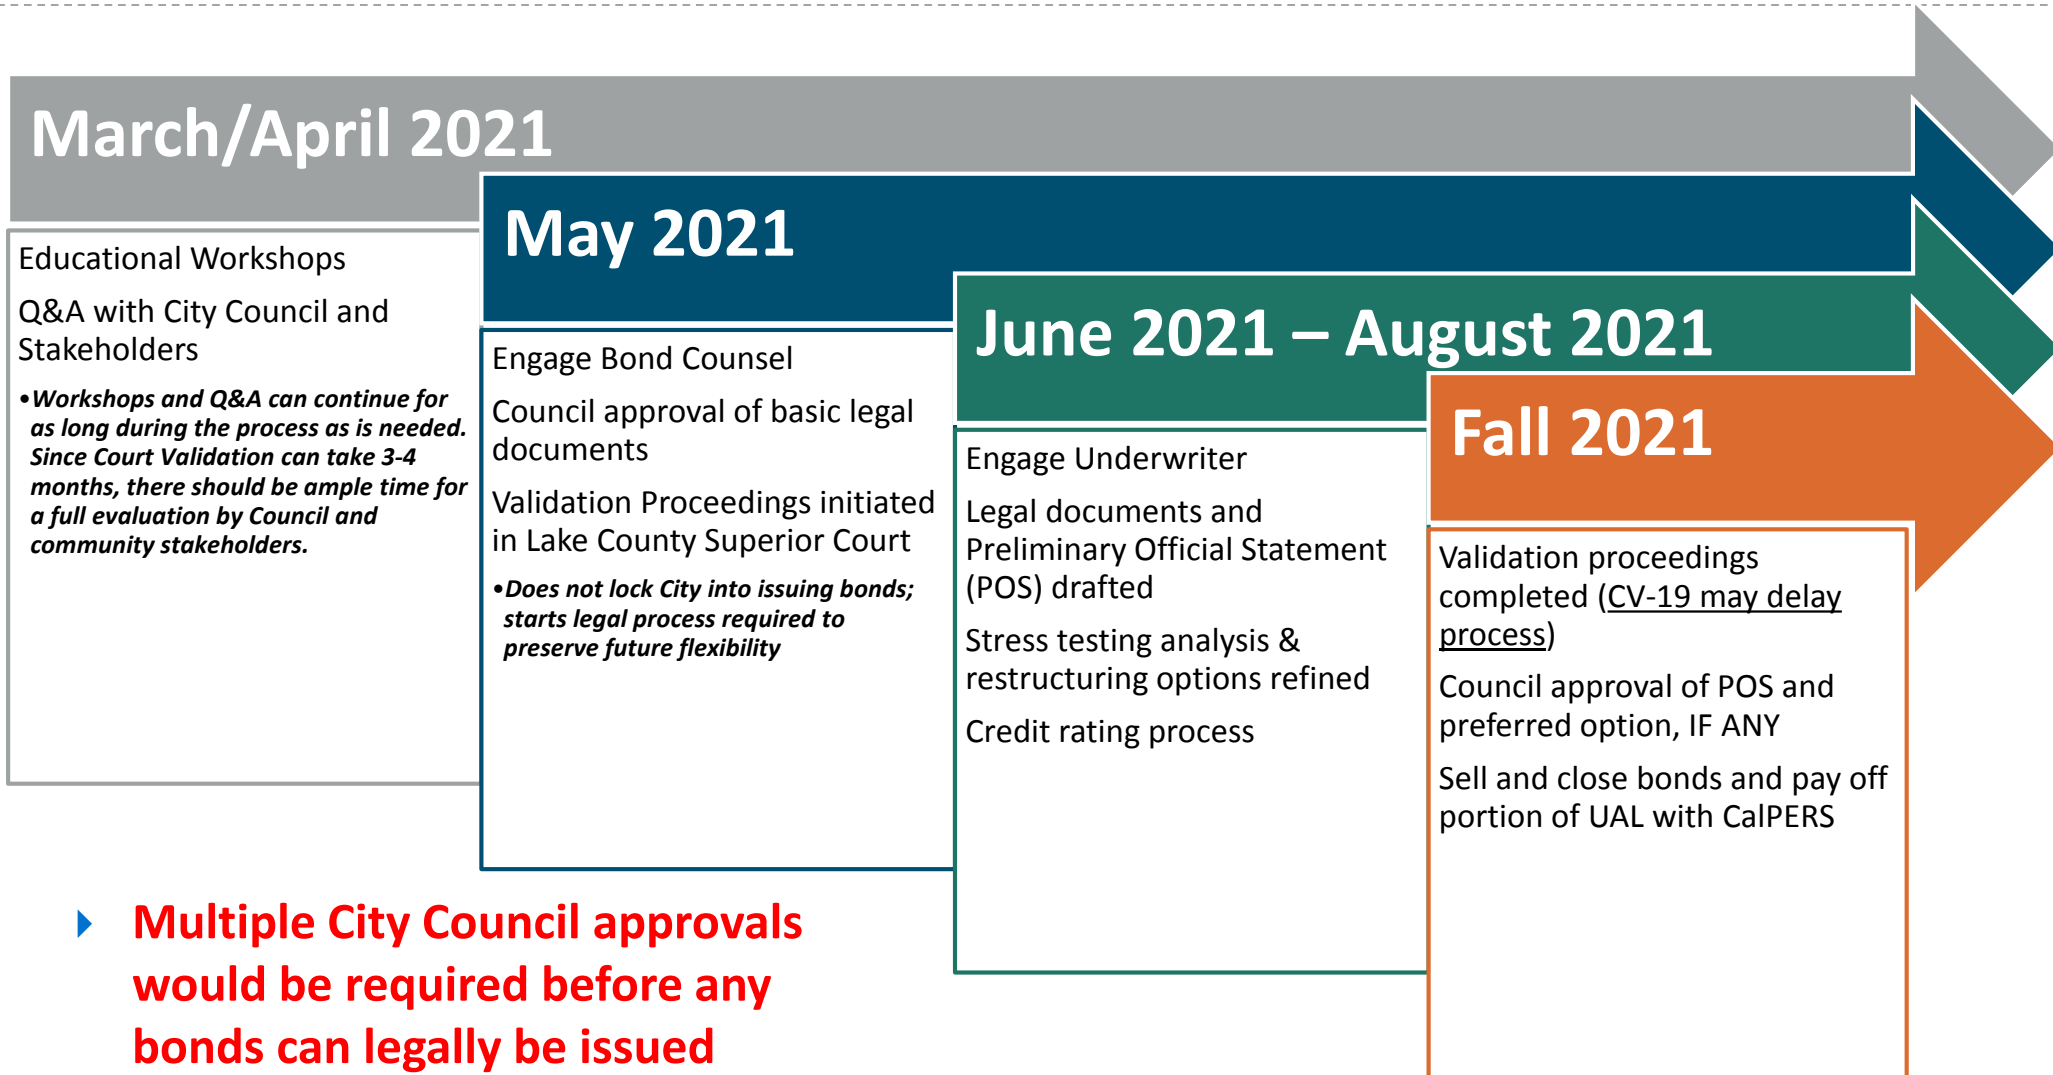 March/April 2021
Educational Workshops
Q&A with City Council and
Stakeholders
•Workshops and Q&A can continue for
as long during the process as is needed.
Since Court Validation can take 3-4
months, there should be ample time for
a full evaluation by Council and
community stakeholders.
May 2021
Engage Bond Counsel
Council approval of basic legal
documents
Validation Proceedings initiated
in Lake County Superior Court
•Does not lock City into issuing bonds;
starts legal process required to
preserve future flexibility
June 2021 – August 2021
Engage Underwriter
Legal documents and
Preliminary Official Statement
(POS) drafted
Stress testing analysis &
restructuring options refined
Credit rating process
Fall 2021
Validation proceedings
completed (CV-19 may delay
process)
Council approval of POS and
preferred option, IF ANY
Sell and close bonds and pay off
portion of UAL with CalPERS
Multiple City Council approvals
would be required before any
bonds can legally be issued